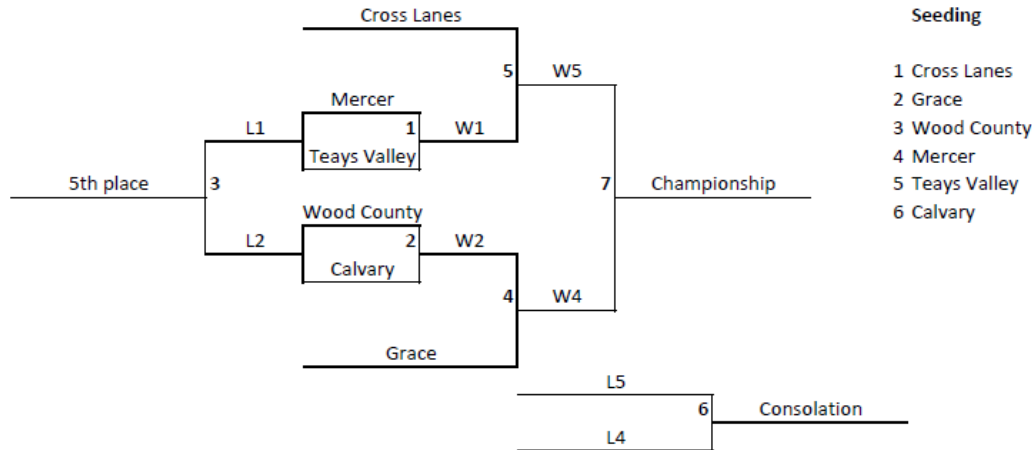 Cross Lanes
Seeding
5 W5
1 Cross Lanes
Mercer
2 Grace
L1 1 W1
3 Wood County
Teays Valley
4 Mercer
5th place 3 7 Championship
5 Teays Valley
Wood County
6 Calvary
L2 2 W2
Calvary
4 W4
Grace
L5
6 Consolation
L4